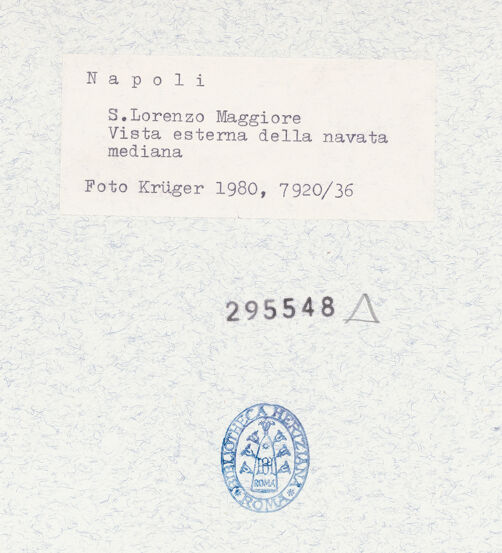 Napoli
S.Lorenzo Maggiore
Vista esterna della navata
mediana
Foto Krüger 1980, 7920/36
295548
BIBLIOTHECA HERTZIANA
ROMA
ROMA